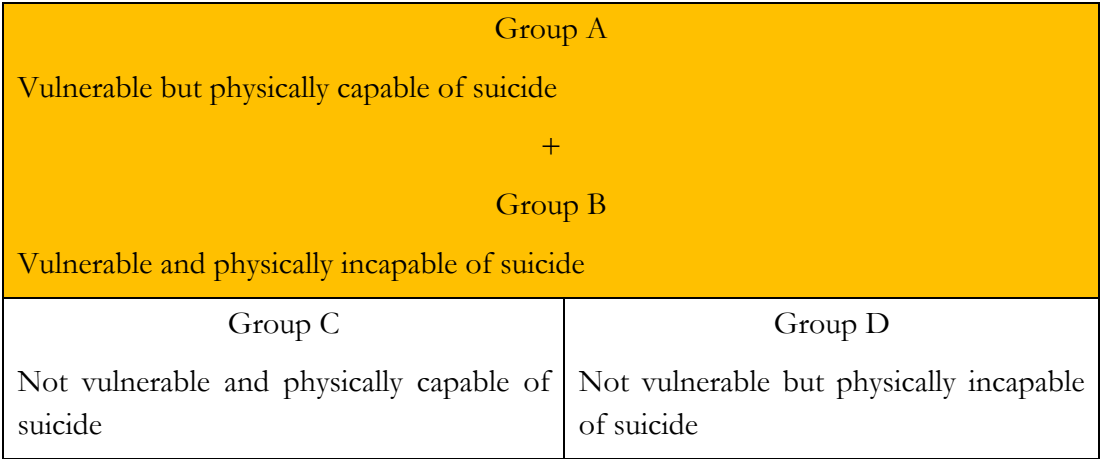 Group A
Vulnerable but physically capable of suicide
+
Group B
Vulnerable and physically incapable of suicide
Group C
Not vulnerable and physically capable of
suicide
Group D
Not vulnerable but physically incapable
of suicide